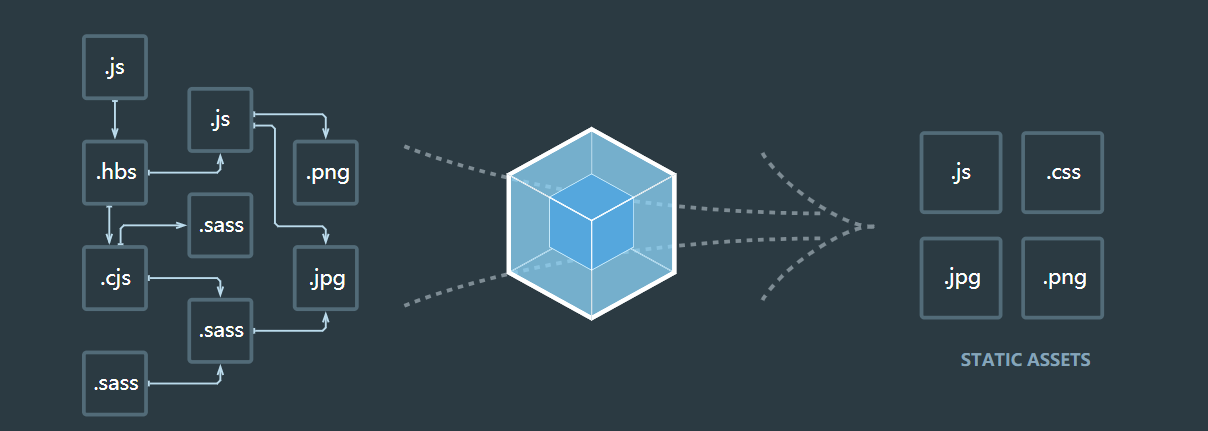 .js
.js
.hbs
.png
.sass
.cjs
.jpg
.sass
.sass
.js
.css
.jpg
.png
STATIC ASSETS